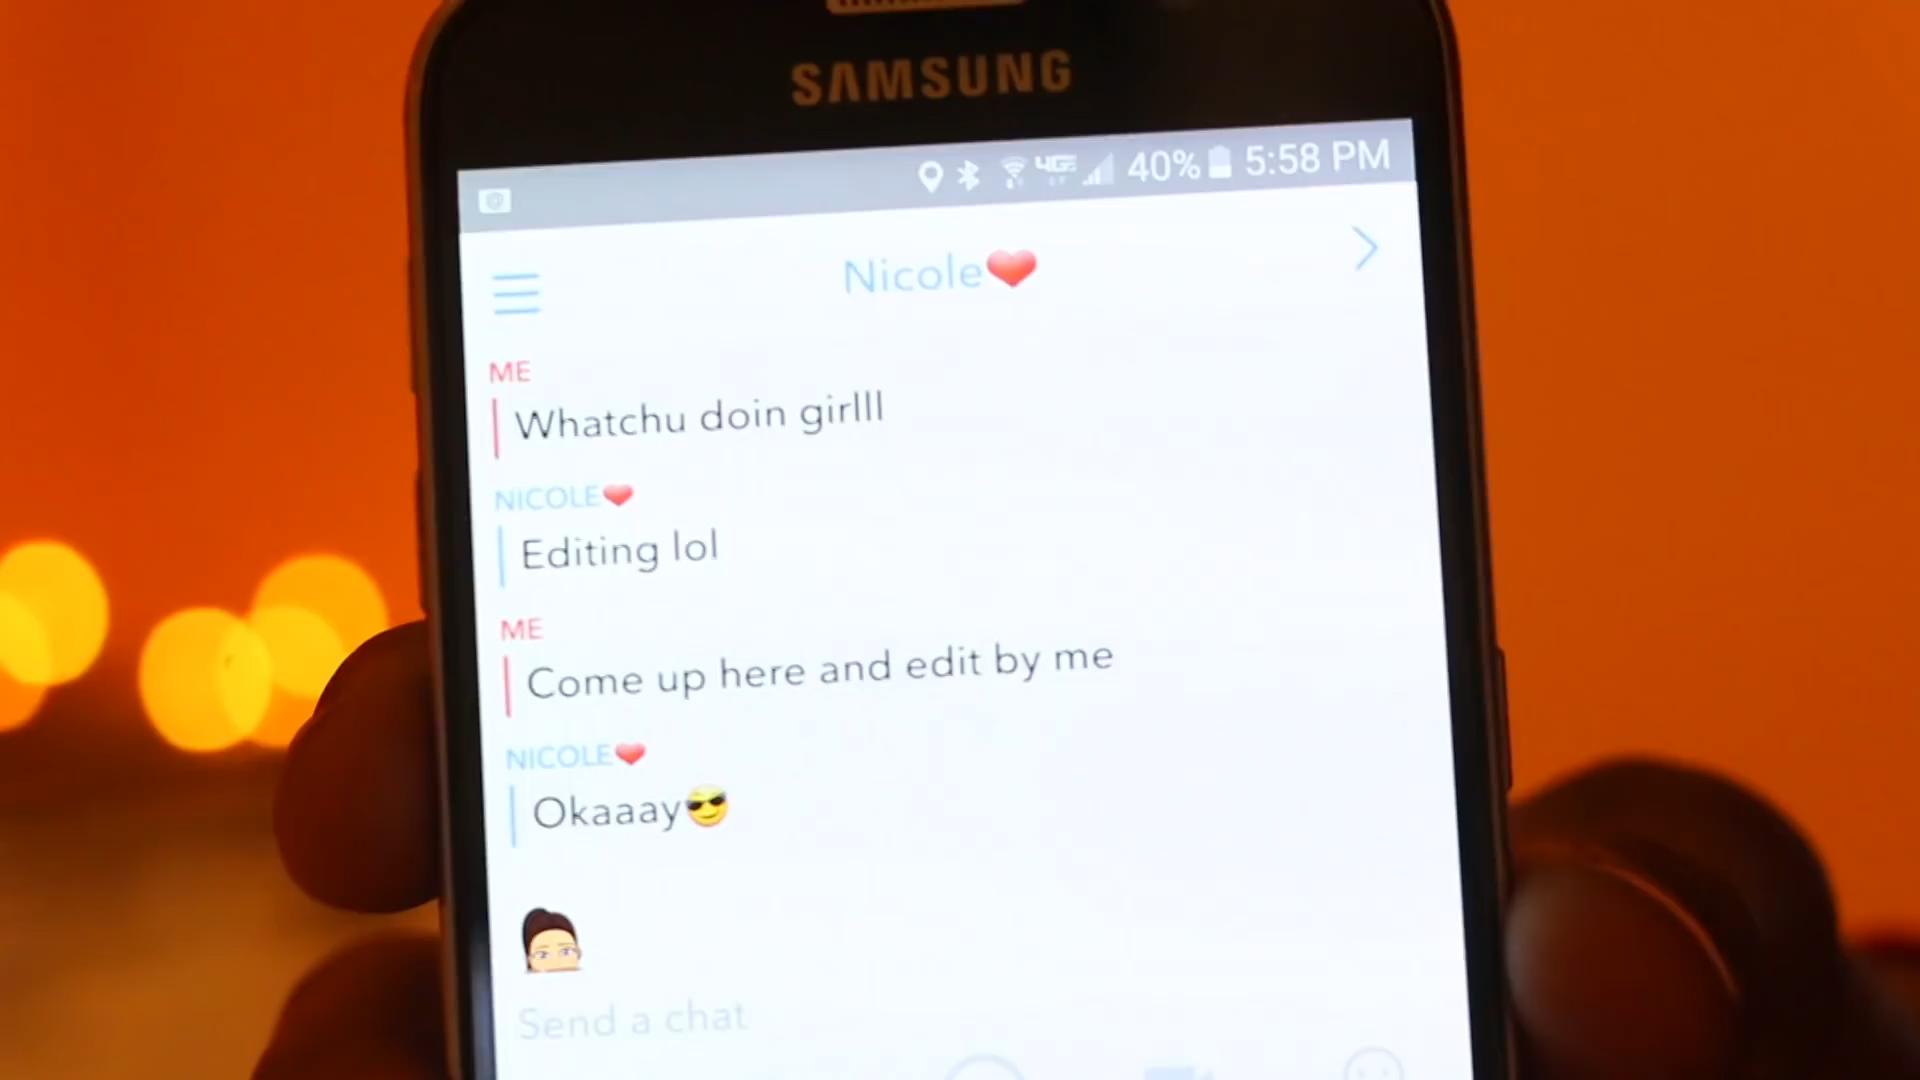 SAMSUNG
4G 40% 5:58 PM
Nicole❤️
ME
Whatchu doin girlll
NICOLE❤️
Editing lol
ME
Come up here and edit by me
NICOLE❤️
Okaaay😎
Send a chat